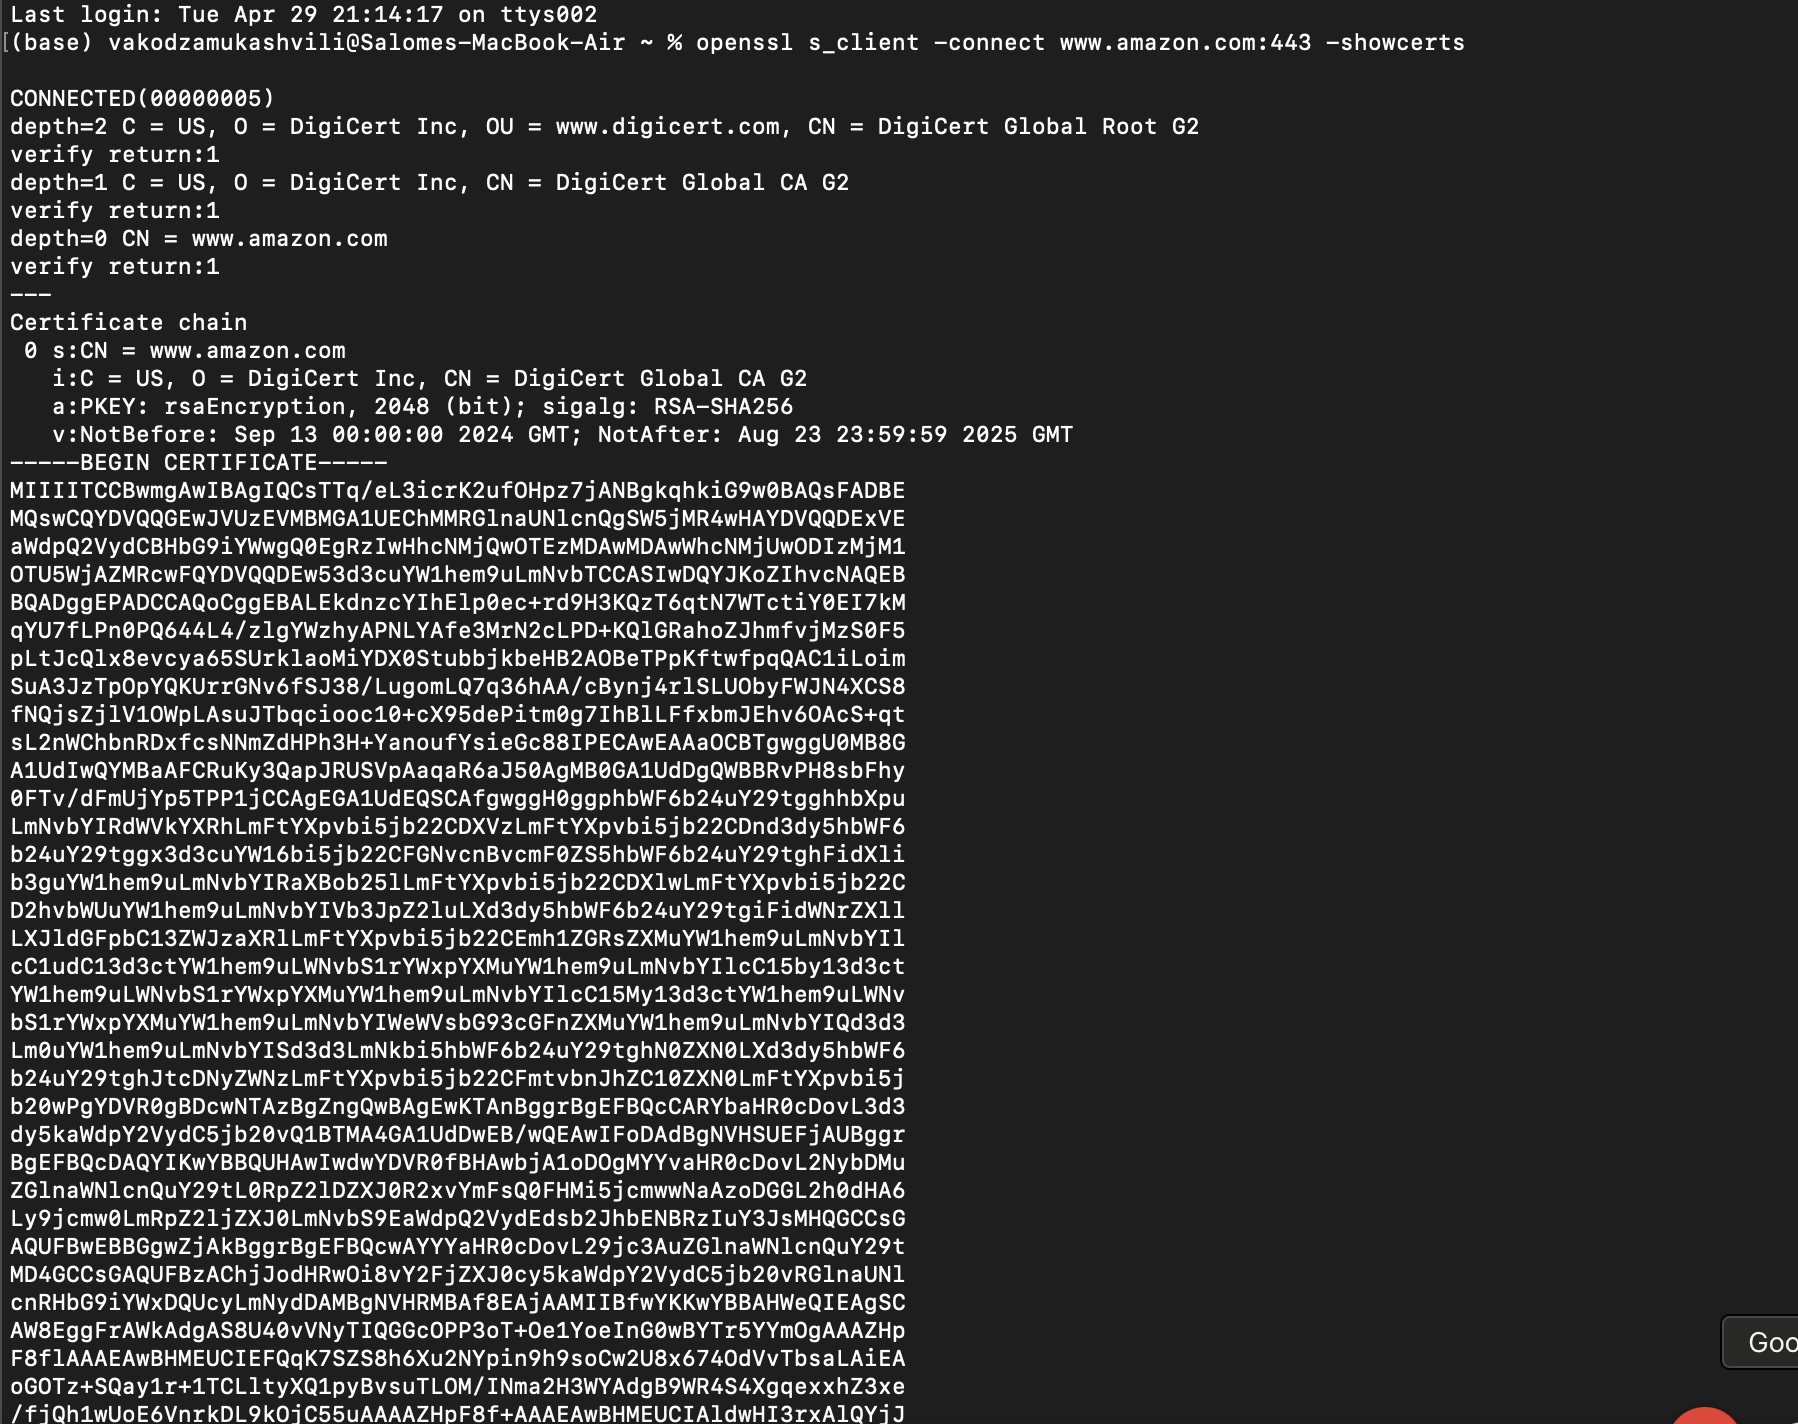 Last login: Tue Apr 29 21:14:17 on ttys002
[(base) vakodzamukashvili@Salomes-MacBook-Air ~ % openssl s_client -connect www.amazon.com:443 -showcerts
CONNECTED(00000005)
depth=2 C = US, O = DigiCert Inc, OU = www.digicert.com, CN = DigiCert Global Root G2
verify return:1
depth=1 C = US, O = DigiCert Inc, CN = DigiCert Global CA G2
verify return:1
depth=0 CN = www.amazon.com
verify return:1
---
Certificate chain
 0 s:CN = www.amazon.com
   i:C = US, O = DigiCert Inc, CN = DigiCert Global CA G2
   a:PKEY: rsaEncryption, 2048 (bit); sigalg: RSA-SHA256
   v:NotBefore: Sep 13 00:00:00 2024 GMT; NotAfter: Aug 23 23:59:59 2025 GMT
-----BEGIN CERTIFICATE-----
MIIIITCCBwmgAwIBAgIQCsTTq/eL3icrK2ufOHpz7jANBgkqhkiG9w0BAQsFADBE
MQswCQYDVQQGEwJVUzEVMBMGA1UEChMMRGlnaUNlcnQgSW5jMR4wHAYDVQQDExVE
aWdpQ2VydCBHbG9iYWwgQ0EgRzIwHhcNMjQwOTEzMDAwMDAwWhcNMjUwODIzMjM1
OTU5WjAZMRcwFQYDVQQDEw53d3cuYW1hem9uLmNvbTCCASIwDQYJKoZIhvcNAQEB
BQADggEPADCCAQoCggEBALEkdnzcYIhElp0ec+rd9H3KQzT6qtN7WTctiY0EI7kM
qYU7fLPn0PQ644L4/zlgYWzhyAPNLYAfe3MrN2cLPD+KQlGRahoZJhmfvjMzS0F5
pLtJcQlx8evcya65SUrklaoMiYDX0StubbjkbeHB2AOBeTPpKftwfpqQAC1iLoim
SuA3JzTpOpYQKUrrGNv6fSJ38/LugomLQ7q36hAA/cBynj4rlSLUObyFWJN4XCS8
fNQjsZjlV1OWpLAsuJTbqciooc10+cX95dePitm0g7IhBlLFfxbmJEhv6OAcS+qt
sL2nWChbnRDxfcsNNmZdHPh3H+YanoufYsieGc88IPECAwEAAaOCBTgwggU0MB8G
A1UdIwQYMBaAFCRuKy3QapJRUSVpAaqaR6aJ50AgMB0GA1UdDgQWBBRvPH8sbFhy
0FTv/dFmUjYp5TPP1jCCAgEGA1UdEQSCAfgwggH0ggphbWF6b24uY29tgghhbXpu
LmNvbYIRdWVkYXRhLmFtYXpvbi5jb22CDXVzLmFtYXpvbi5jb22CDnd3dy5hbWF6
b24uY29tggx3d3cuYW16bi5jb22CFGNvcnBvcmF0ZS5hbWF6b24uY29tghFidXli
b3guYW1hem9uLmNvbYIRaXBob25lLmFtYXpvbi5jb22CDXlwLmFtYXpvbi5jb22C
D2hvbWUuYW1hem9uLmNvbYIVb3JpZ2luLXd3dy5hbWF6b24uY29tgiFidWNrZXll
LXJldGFpbC13ZWJzaXRlLmFtYXpvbi5jb22CEmh1ZGRsZXMuYW1hem9uLmNvbYIl
cC1udC13d3ctYW1hem9uLWNvbS1rYWxpYXMuYW1hem9uLmNvbYIlcC15by13d3ct
YW1hem9uLWNvbS1rYWxpYXMuYW1hem9uLmNvbYIlcC15My13d3ctYW1hem9uLWNv
bS1rYWxpYXMuYW1hem9uLmNvbYIWeWVsbG93cGFnZXMuYW1hem9uLmNvbYIQd3d3
Lm0uYW1hem9uLmNvbYISd3d3LmNkbi5hbWF6b24uY29tghN0ZXN0LXd3dy5hbWF6
b24uY29tghJtcDNyZWNzLmFtYXpvbi5jb22CFmtvbnJhZC10ZXN0LmFtYXpvbi5j
b20wPgYDVR0gBDcwNTAzBgZngQwBAgEwKTAnBggrBgEFBQcCARYbaHR0cDovL3d3
dy5kaWdpY2VydC5jb20vQ1BTMA4GA1UdDwEB/wQEAwIFoDAdBgNVHSUEFjAUBggr
BgEFBQcDAQYIKwYBBQUHAwIwdwYDVR0fBHAwbjA1oDOgMYYvaHR0cDovL2NybDMu
ZGlnaWNlcnQuY29tL0RpZ2lDZXJ0R2xvYmFsQ0FHMi5jcmwwNaAzoDGGL2h0dHA6
Ly9jcmw0LmRpZ2ljZXJ0LmNvbS9EaWdpQ2VydEdsb2JhbENBRzIuY3JsMHQGCCsG
AQUFBwEBBGgwZjAkBggrBgEFBQcwAYYYaHR0cDovL29jc3AuZGlnaWNlcnQuY29t
MD4GCCsGAQUFBzAChjJodHRwOi8vY2FjZXJ0cy5kaWdpY2VydC5jb20vRGlnaUNl
cnRHbG9iYWxDQUcyLmNydDAMBgNVHRMBAf8EAjAAMIIBfwYKKwYBBAHWeQIEAgSC
AW8EggFrAWkAdgAS8U40vVNyTIQGGcOPP3oT+Oe1YoeInG0wBYTr5YYmOgAAAZHp
F8flAAAEAwBHMEUCIEFQqK7SZS8h6Xu2NYpin9h9soCw2U8x674OdVvTbsaLAiEA
oGOTz+SQay1r+1TCLltyXQ1pyBvsuTLOM/INma2H3WYAdgB9WR4S4XgqexxhZ3xe
/fjQh1wUoE6VnrkDL9kOjC55uAAAAZHpF8f+AAAEAwBHMEUCIAldwHI3rxAlQYjJ
Goo